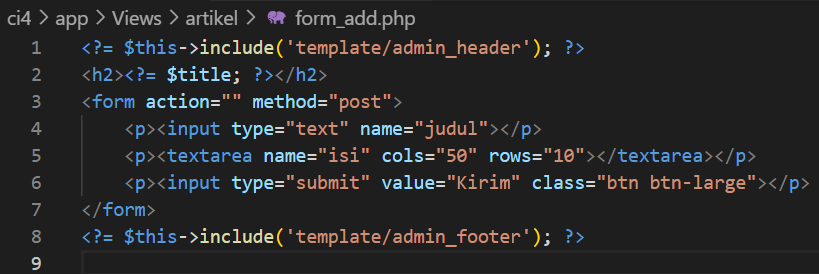 ci4 > app > Views > artikel > form_add.php
1 <?= $this->include('template/admin_header'); ?>
2 <h2><?= $title; ?></h2>
3 <form action="" method="post">
4     <p><input type="text" name="judul"></p>
5     <p><textarea name="isi" cols="50" rows="10"></textarea></p>
6     <p><input type="submit" value="Kirim" class="btn btn-large"></p>
7 </form>
8 <?= $this->include('template/admin_footer'); ?>
9